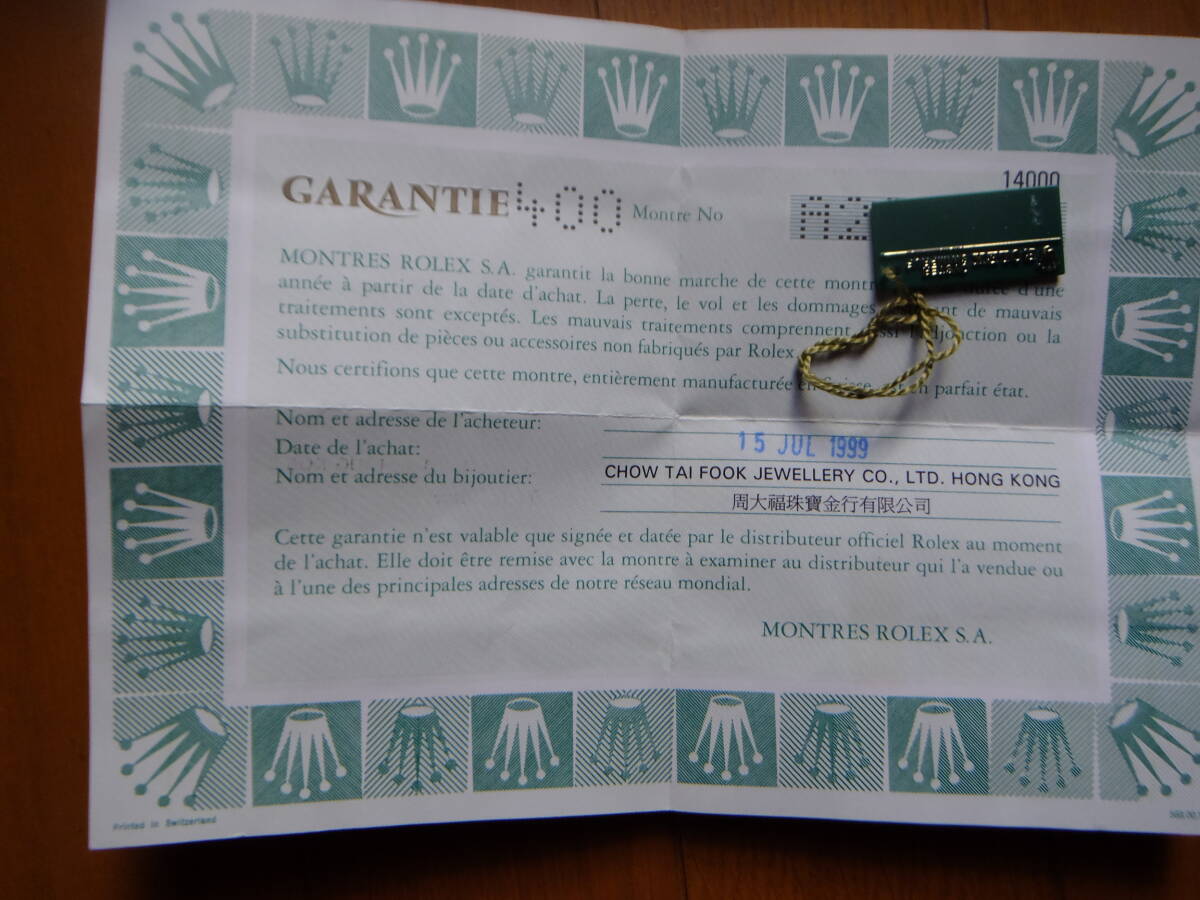 14000
GARANTIE 400 Montre No A2
MONTRES ROLEX S.A. garantit la bonne marche de cette d'une
année à partir de la date d'achat. La perte, le vol et les dommages de mauvais
traitements sont exceptés. Les mauvais traitements comprennent ou la
substitution de pièces ou accessoires non fabriqués par Rolex.
Nous certifions que cette montre, entièrement manufacturée parfait état.
Nom et adresse de l'acheteur:
Date de l'achat: 15 JUL 1999
Nom et adresse du bijoutier: CHOW TAI FOOK JEWELLERY CO., LTD. HONG KONG
周大福珠寶金行有限公司
Cette garantie n'est valable que signée et datée par le distributeur officiel Rolex au moment
de l'achat. Elle doit être remise avec la montre à examiner au distributeur qui l'a vendue ou
à l'une des principales adresses de notre réseau mondial.
MONTRES ROLEX S.A.
Printed in Switzerland